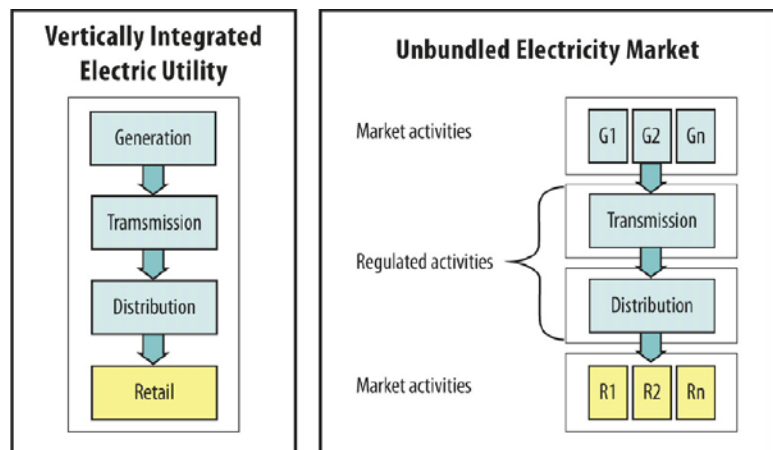 Vertically Integrated
Electric Utility
Generation
Tramsmission
Distribution
Retail
Unbundled Electricity Market
Market activities
G1 G2 Gn
Transmission
Regulated activities
Distribution
Market activities
R1 R2 Rn